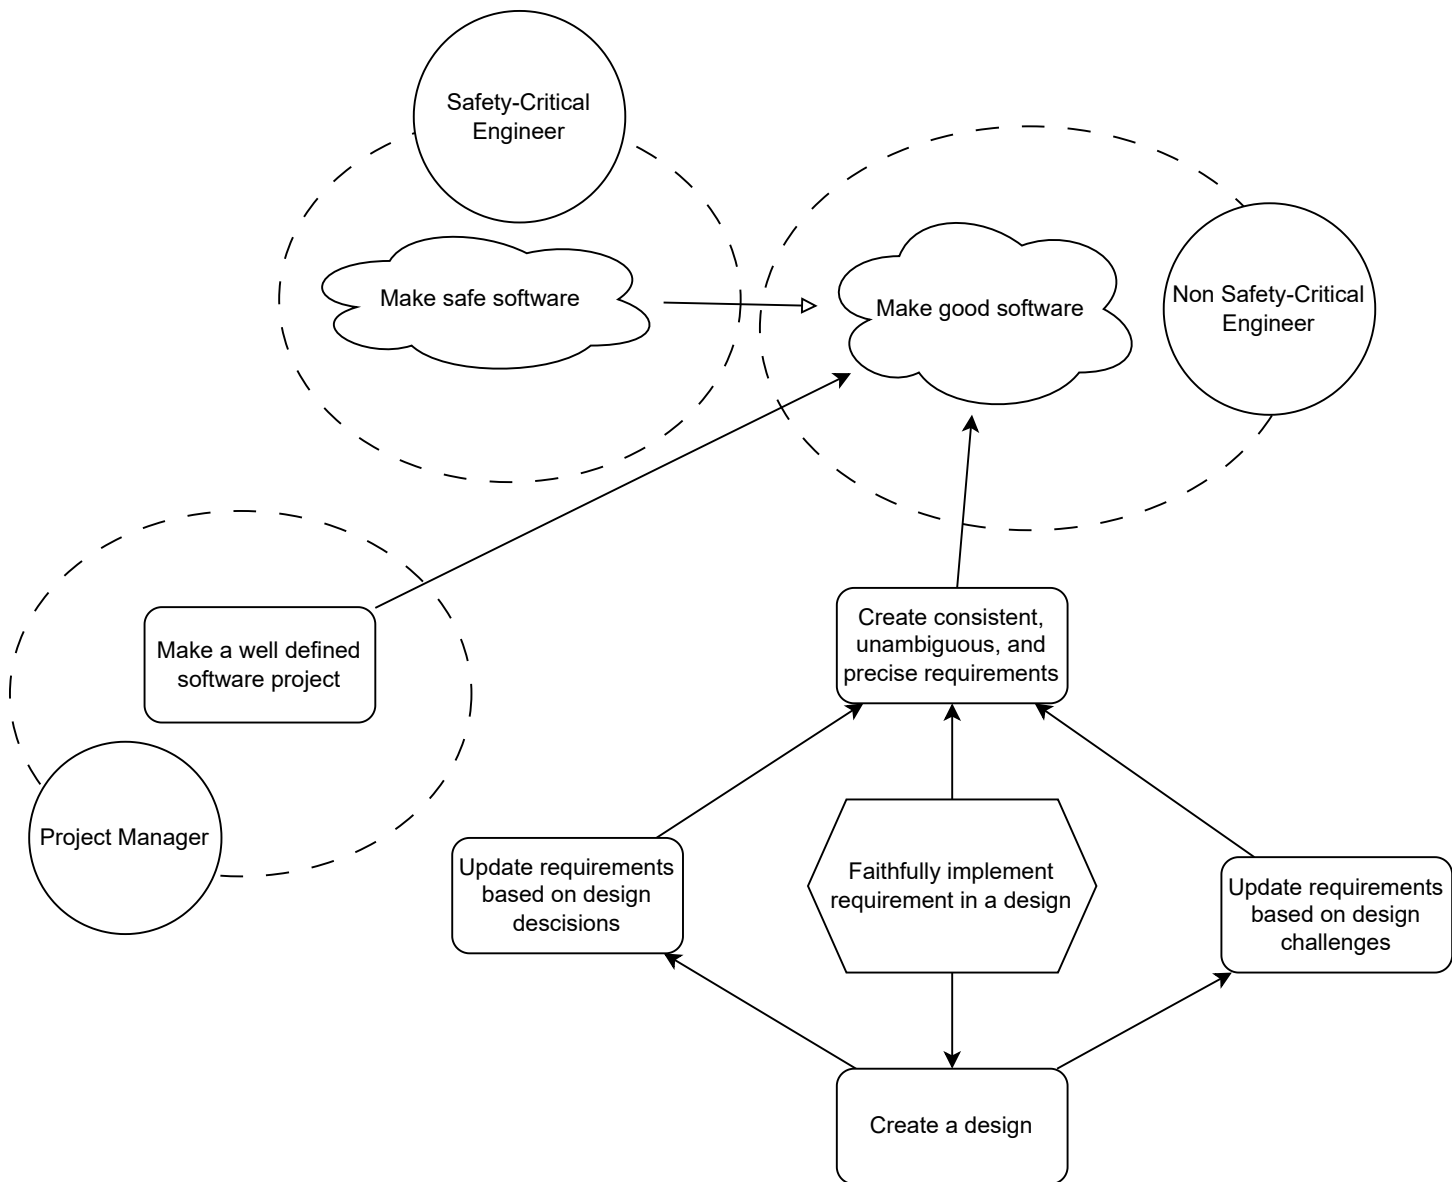 Safety-Critical
Engineer
Make safe software
Make good software
Non Safety-Critical
Engineer
Make a well defined
software project
Project Manager
Create consistent,
unambiguous, and
precise requirements
Update requirements
based on design
descisions
Faithfully implement
requirement in a design
Update requirements
based on design
challenges
Create a design